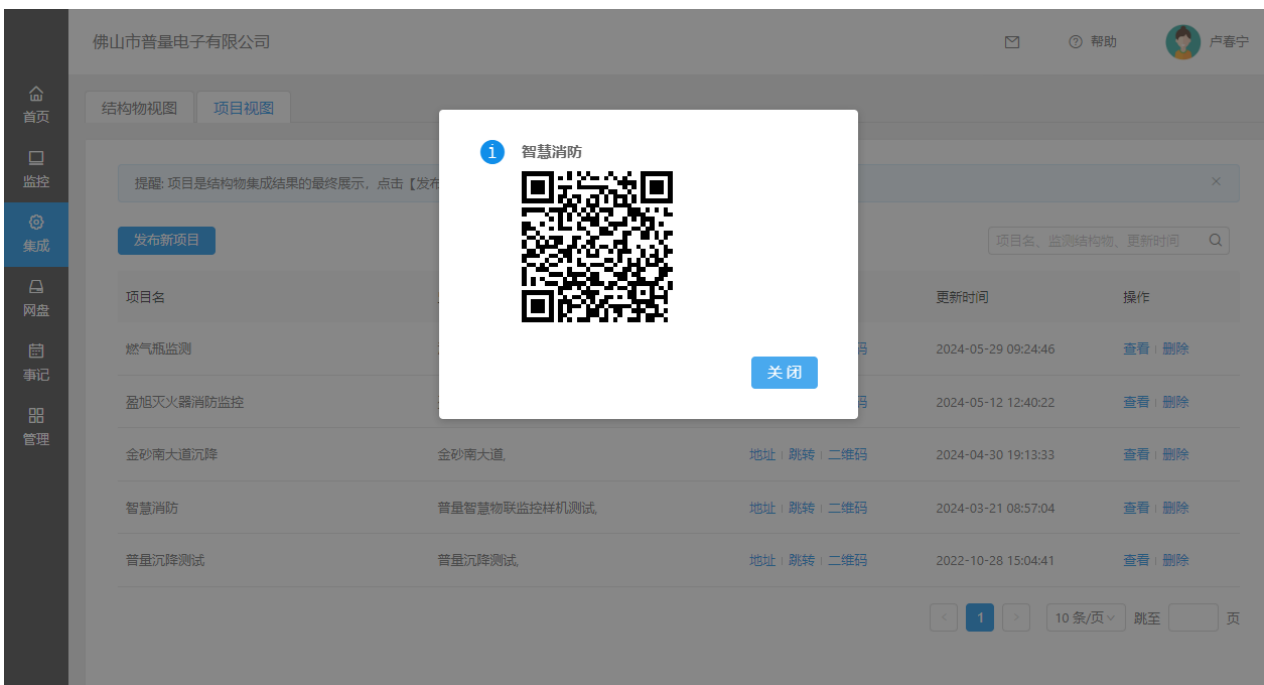 佛山市普量电子有限公司
帮助
卢春宁
首页
监控
集成
网盘
事记
管理
结构物视图 项目视图
智慧消防
提醒: 项目是结构物集成结果的最终展示，点击【发布
发布新项目
项目名、监测结构物、更新时间
项目名 更新时间 操作
燃气瓶监测 2024-05-29 09:24:46 查看 删除
关闭
盈旭灭火器消防监控 2024-05-12 12:40:22 查看 删除
金砂南大道沉降 金砂南大道, 地址 跳转 二维码 2024-04-30 19:13:33 查看 删除
智慧消防 普量智慧物联监控样机测试, 地址 跳转 二维码 2024-03-21 08:57:04 查看 删除
普量沉降测试 普量沉降测试, 地址 跳转 二维码 2022-10-28 15:04:41 查看 删除
< 1 > 10 条/页 跳至 页